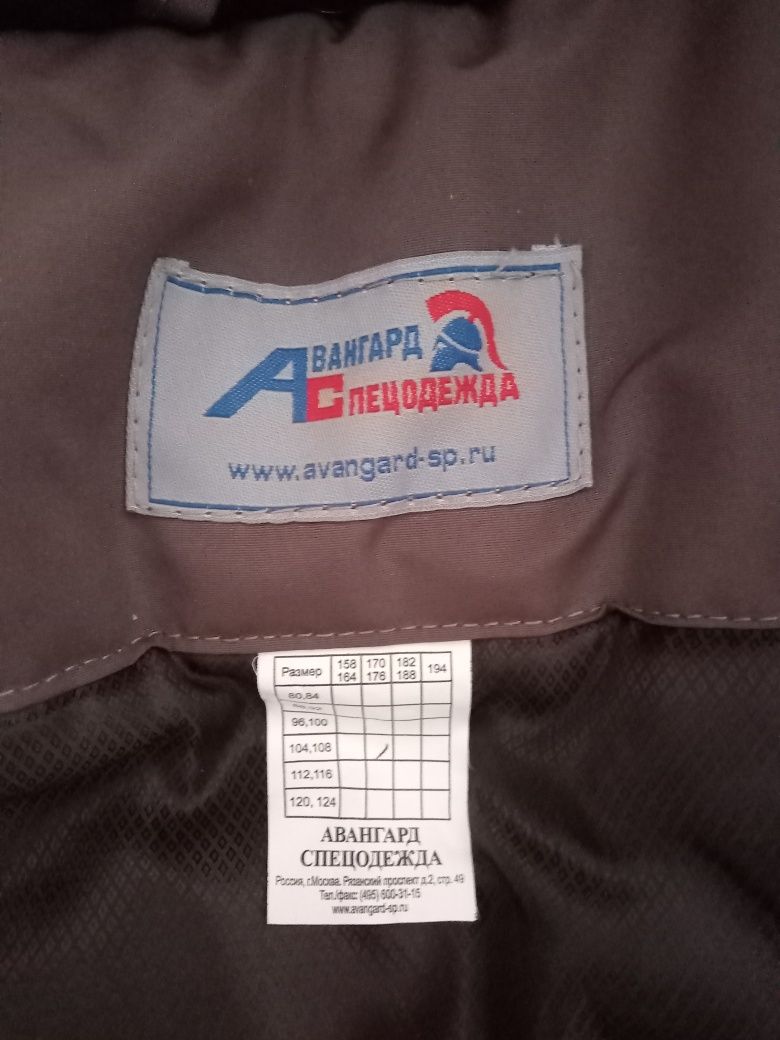 АВАНГАРД
СПЕЦОДЕЖДА
www.avangard-sp.ru
Размер 158 170 182 194
164 176 188
80,84
96,100
104,108
112,116
120, 124
АВАНГАРД
СПЕЦОДЕЖДА
Россия, г.Москва. Рязанский проспект д.2, стр. 49
Тел./факс: (495) 600-31-15
www.avangard-sp.ru